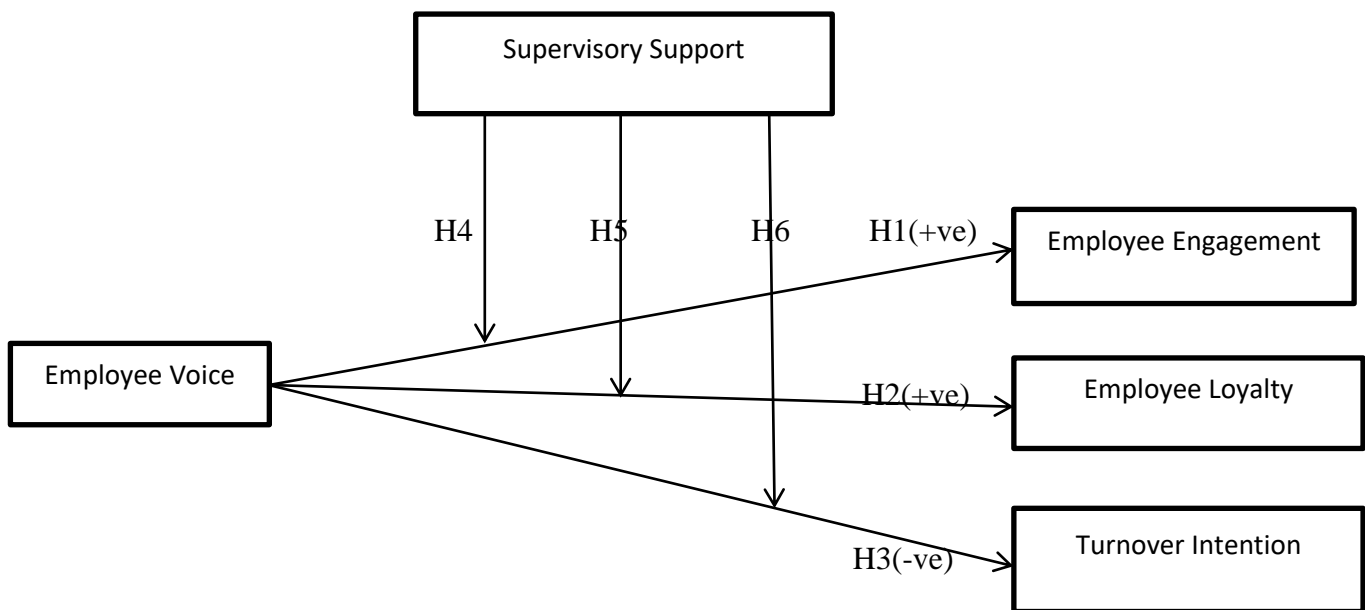 Supervisory Support
H4
H5
H6
H1(+ve)
Employee Engagement
Employee Voice
H2(+ve)
Employee Loyalty
H3(-ve)
Turnover Intention